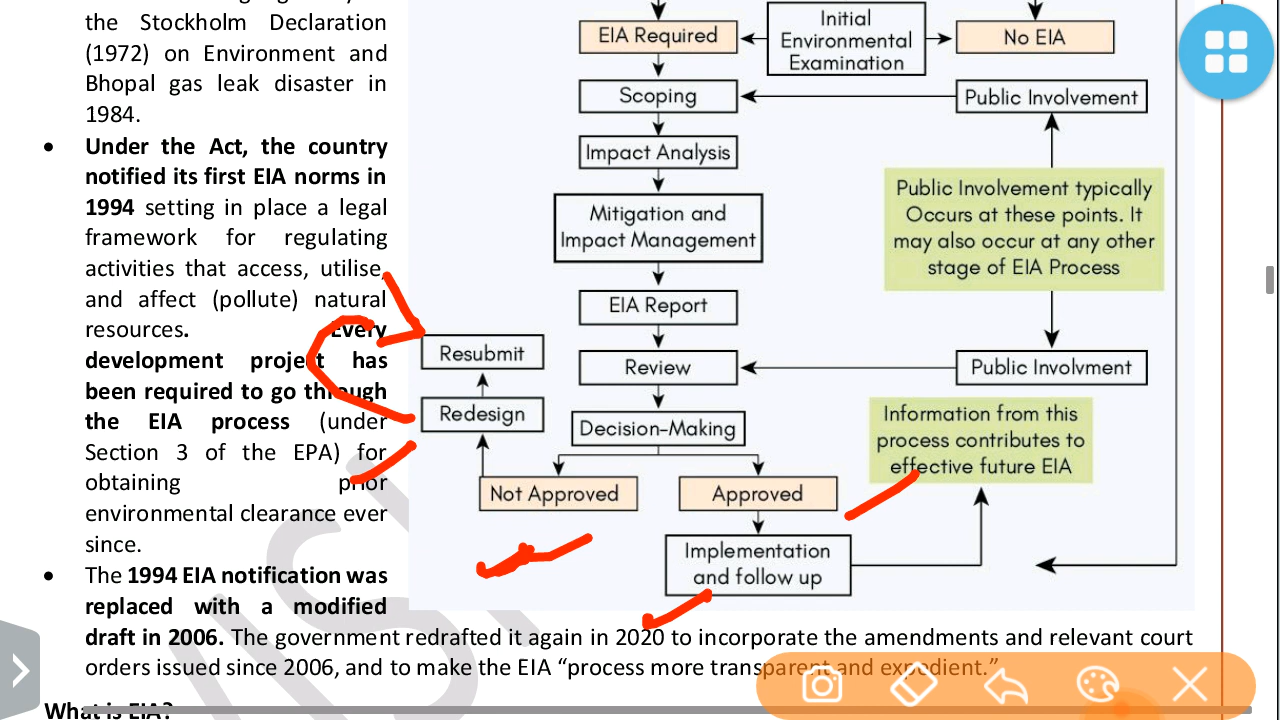 the Stockholm Declaration
(1972) on Environment and
Bhopal gas leak disaster in
1984.
• Under the Act, the country
notified its first EIA norms in
1994 setting in place a legal
framework for regulating
activities that access, utilise,
and affect (pollute) natural
resources. Every
development project has
been required to go through
the EIA process (under
Section 3 of the EPA) for
obtaining prior
environmental clearance ever
since.
• The 1994 EIA notification was
replaced with a modified
draft in 2006. The government redrafted it again in 2020 to incorporate the amendments and relevant court
orders issued since 2006, and to make the EIA “process more transparent and expedient.”
What is EIA?
EIA Required
Initial
Environmental
Examination
No EIA
Scoping
Public Involvement
Impact Analysis
Mitigation and
Impact Management
Public Involvement typically
Occurs at these points. It
may also occur at any other
stage of EIA Process
EIA Report
Resubmit
Review
Public Involvment
Redesign
Decision-Making
Information from this
process contributes to
effective future EIA
Not Approved
Approved
Implementation
and follow up